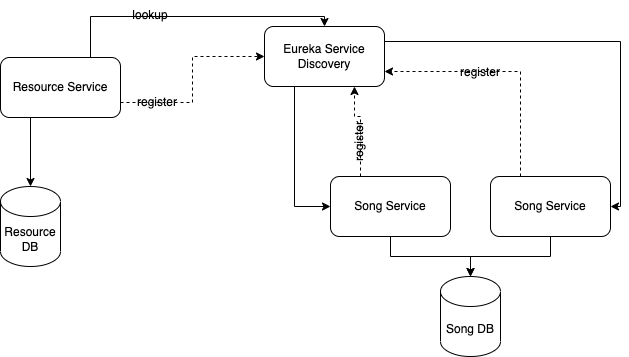 lookup
Eureka Service
Discovery
Resource Service
register
register
register
Song Service
Song Service
Resource
DB
Song DB